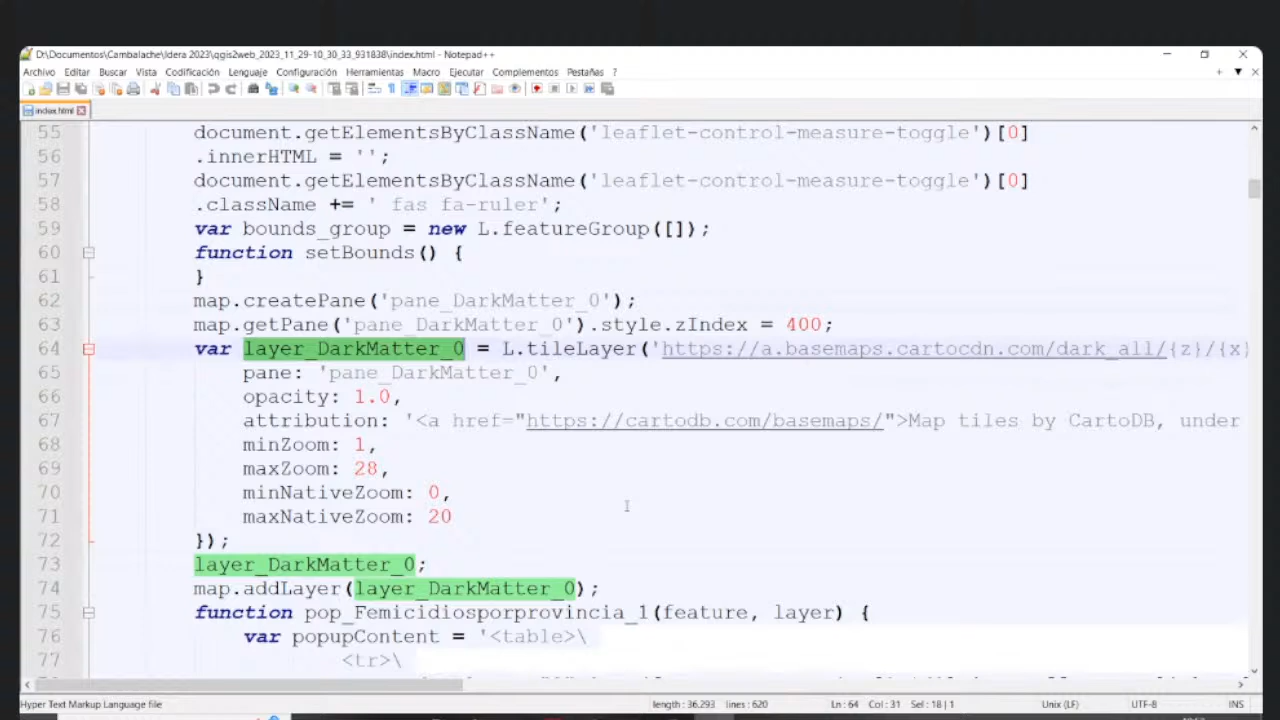 D:\Documentos\Cambalache\Idera 2023\qgis2web_2023_11_29-10_30_33_931838\index.html - Notepad++
Archivo Editar Buscar Vista Codificación Lenguaje Configuración Herramientas Macro Ejecutar Complementos Pestañas ?
index.html
55 document.getElementsByClassName('leaflet-control-measure-toggle')[0]
56 .innerHTML = '';
57 document.getElementsByClassName('leaflet-control-measure-toggle')[0]
58 .className += ' fas fa-ruler';
59 var bounds_group = new L.featureGroup([]);
60 function setBounds() {
61 }
62 map.createPane('pane_DarkMatter_0');
63 map.getPane('pane_DarkMatter_0').style.zIndex = 400;
64 var layer_DarkMatter_0 = L.tileLayer('https://a.basemaps.cartocdn.com/dark_all/{z}/{x}
65 pane: 'pane_DarkMatter_0',
66 opacity: 1.0,
67 attribution: '<a href="https://cartodb.com/basemaps/">Map tiles by CartoDB, under
68 minZoom: 1,
69 maxZoom: 28,
70 minNativeZoom: 0,
71 maxNativeZoom: 20
72 });
73 layer_DarkMatter_0;
74 map.addLayer(layer_DarkMatter_0);
75 function pop_Femicidiosporprovincia_1(feature, layer) {
76 var popupContent = '<table>\
77 <tr>\
Hyper Text Markup Language file length : 36.293 lines : 620 Ln : 64 Col : 31 Sel : 18 | 1 Unix (LF) UTF-8 INS